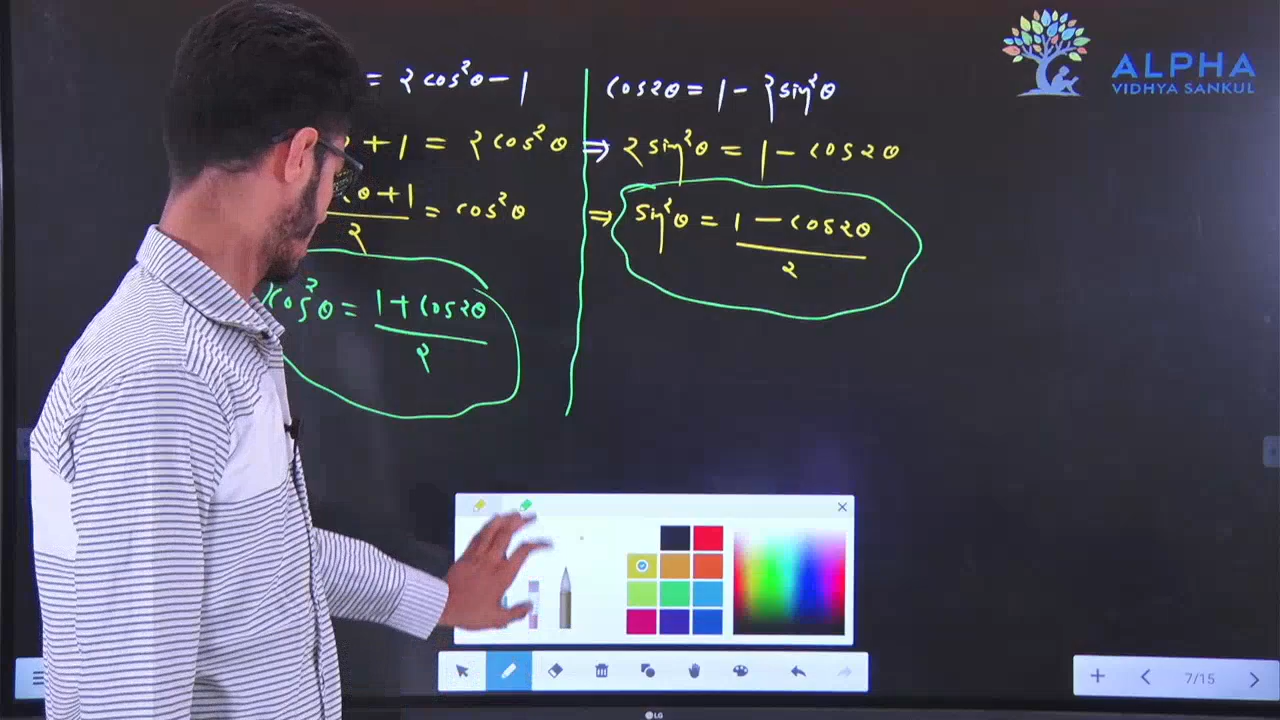 = 2cos²θ - 1
+ 1 = 2cos²θ
θ + 1 / 2 = cos²θ
cos²θ = 1 + cos2θ / 2
cos2θ = 1 - 2sin²θ
⇒ 2sin²θ = 1 - cos2θ
⇒ sin²θ = 1 - cos2θ / 2
ALPHA
VIDHYA SANKUL
7/15
LG